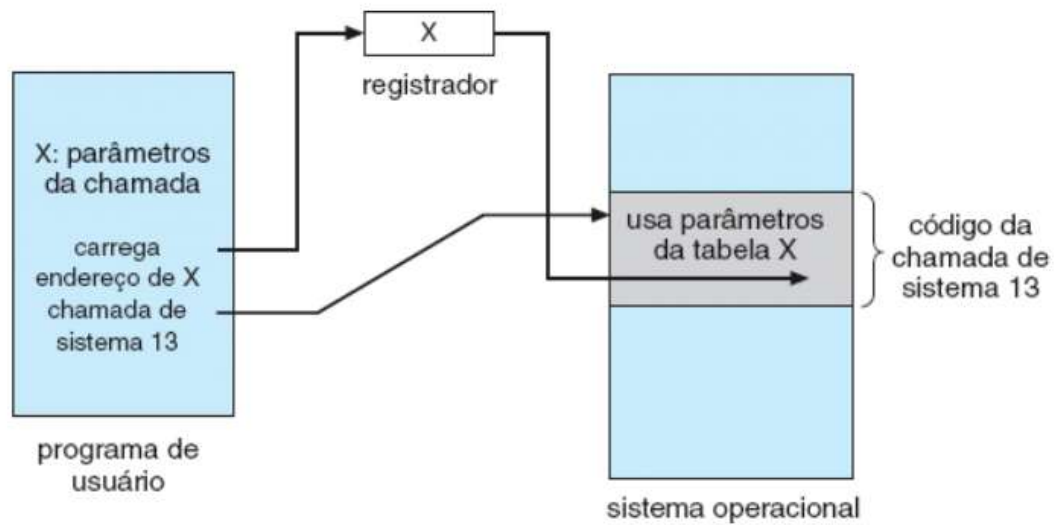 X
registrador
X: parâmetros
da chamada
carrega
endereço de X
chamada de
sistema 13
programa de
usuário
usa parâmetros
da tabela X
código da
chamada de
sistema 13
sistema operacional